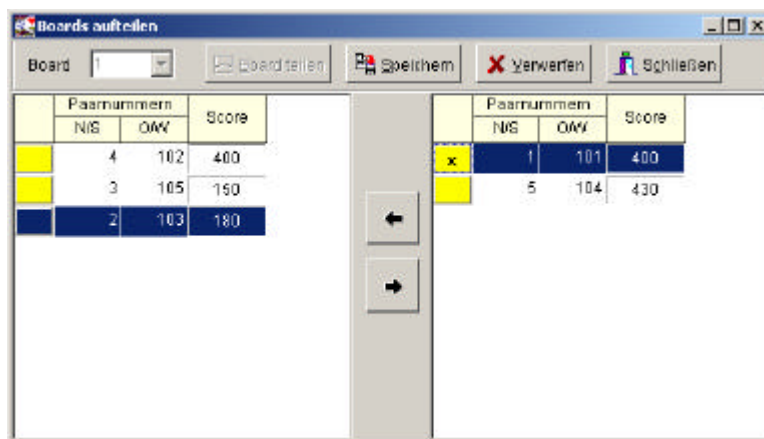 Boards aufteilen
Board 1 Board teilen Speichern Verwerfen Schließen
Paarnummern Score
N/S O/W
4 102 400
3 105 150
2 103 180
Paarnummern Score
N/S O/W
x 1 101 400
5 104 430